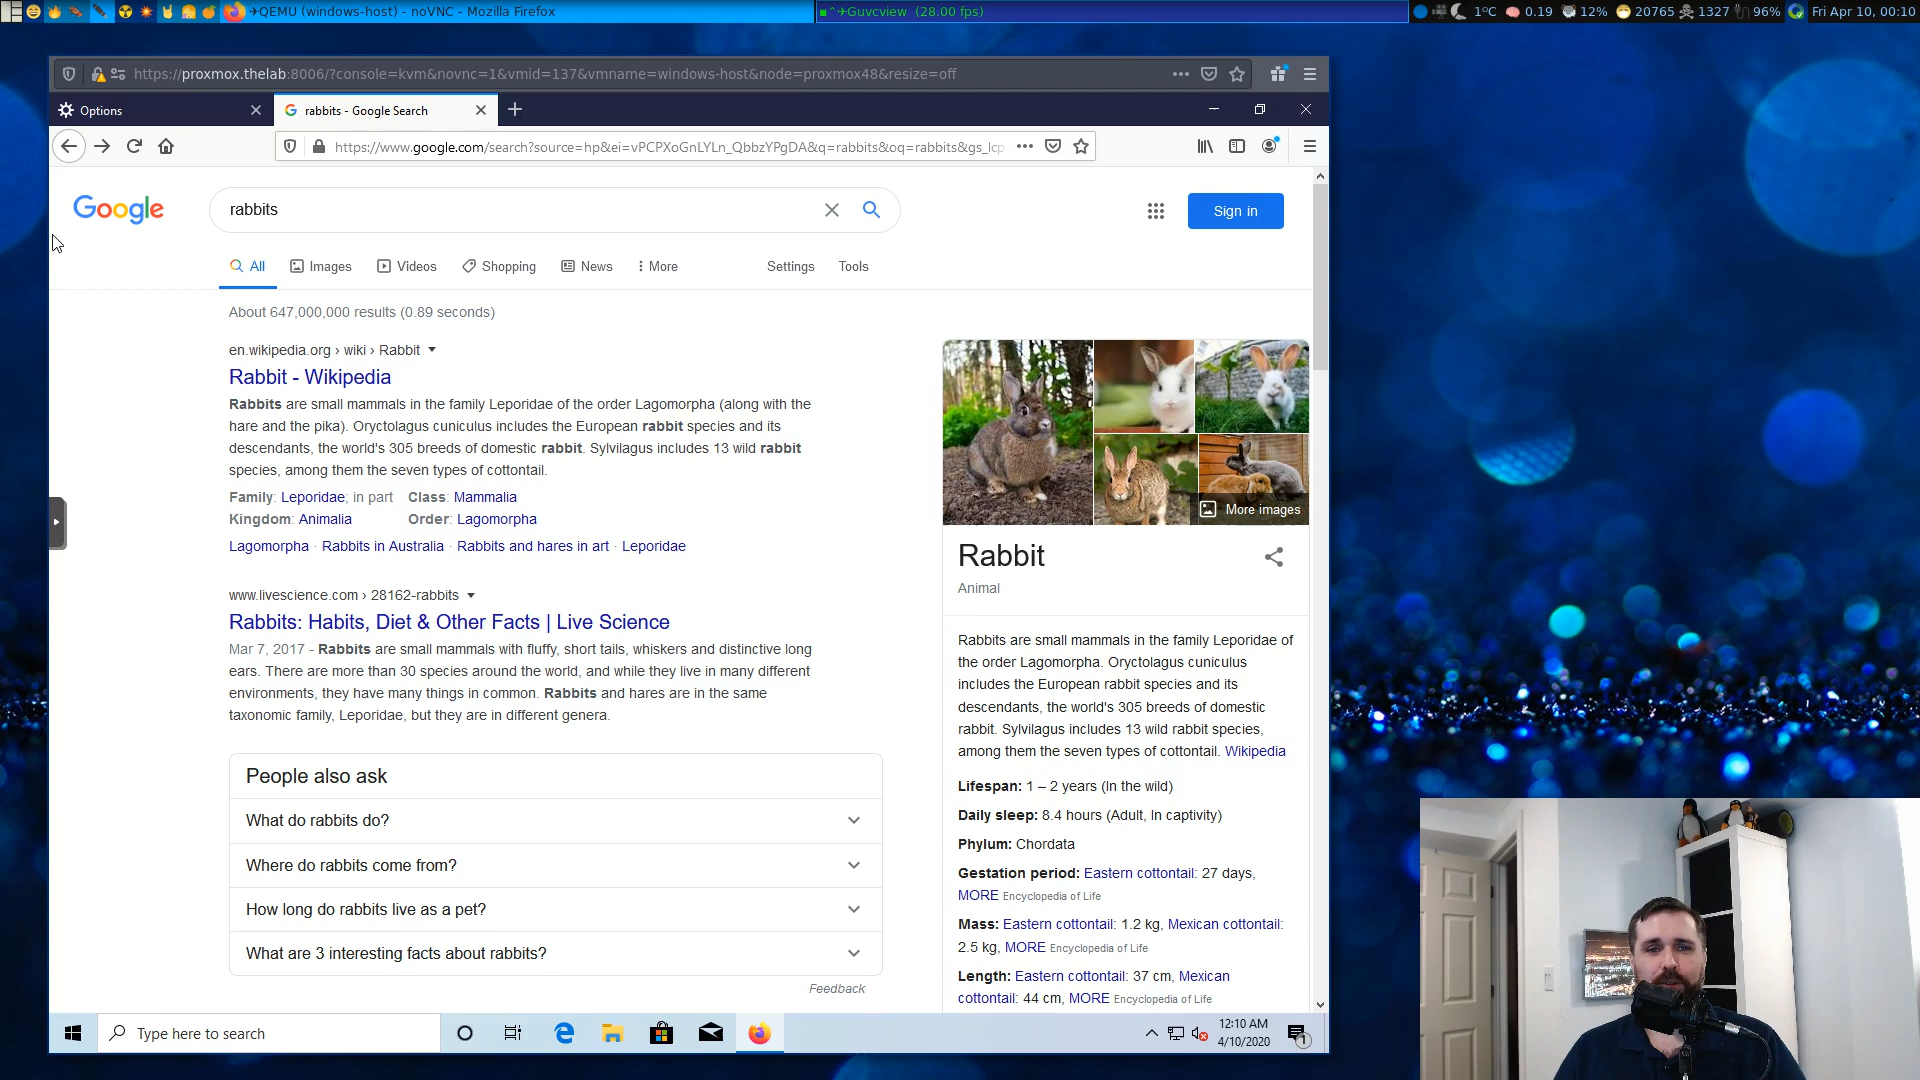 ✈QEMU (windows-host) - noVNC - Mozilla Firefox
^✈Guvcview (28.00 fps)
1°C 0.19 12% 20765 1327 96% Fri Apr 10, 00:10
https://proxmox.thelab:8006/?console=kvm&novnc=1&vmid=137&vmname=windows-host&node=proxmox48&resize=off
Options
rabbits - Google Search
https://www.google.com/search?source=hp&ei=vPCPXoGnLYLn_QbbzYPgDA&q=rabbits&oq=rabbits&gs_lcp
Google
rabbits
Sign in
All Images Videos Shopping News More Settings Tools
About 647,000,000 results (0.89 seconds)
en.wikipedia.org › wiki › Rabbit
Rabbit - Wikipedia
Rabbits are small mammals in the family Leporidae of the order Lagomorpha (along with the
hare and the pika). Oryctolagus cuniculus includes the European rabbit species and its
descendants, the world's 305 breeds of domestic rabbit. Sylvilagus includes 13 wild rabbit
species, among them the seven types of cottontail.
Family: Leporidae; in part Class: Mammalia
Kingdom: Animalia Order: Lagomorpha
Lagomorpha · Rabbits in Australia · Rabbits and hares in art · Leporidae
www.livescience.com › 28162-rabbits
Rabbits: Habits, Diet & Other Facts | Live Science
Mar 7, 2017 - Rabbits are small mammals with fluffy, short tails, whiskers and distinctive long
ears. There are more than 30 species around the world, and while they live in many different
environments, they have many things in common. Rabbits and hares are in the same
taxonomic family, Leporidae, but they are in different genera.
People also ask
What do rabbits do?
Where do rabbits come from?
How long do rabbits live as a pet?
What are 3 interesting facts about rabbits?
Feedback
More images
Rabbit
Animal
Rabbits are small mammals in the family Leporidae of
the order Lagomorpha. Oryctolagus cuniculus
includes the European rabbit species and its
descendants, the world's 305 breeds of domestic
rabbit. Sylvilagus includes 13 wild rabbit species,
among them the seven types of cottontail. Wikipedia
Lifespan: 1 – 2 years (In the wild)
Daily sleep: 8.4 hours (Adult, In captivity)
Phylum: Chordata
Gestation period: Eastern cottontail: 27 days,
MORE Encyclopedia of Life
Mass: Eastern cottontail: 1.2 kg, Mexican cottontail:
2.5 kg, MORE Encyclopedia of Life
Length: Eastern cottontail: 37 cm, Mexican
cottontail: 44 cm, MORE Encyclopedia of Life
Type here to search
12:10 AM
4/10/2020
1